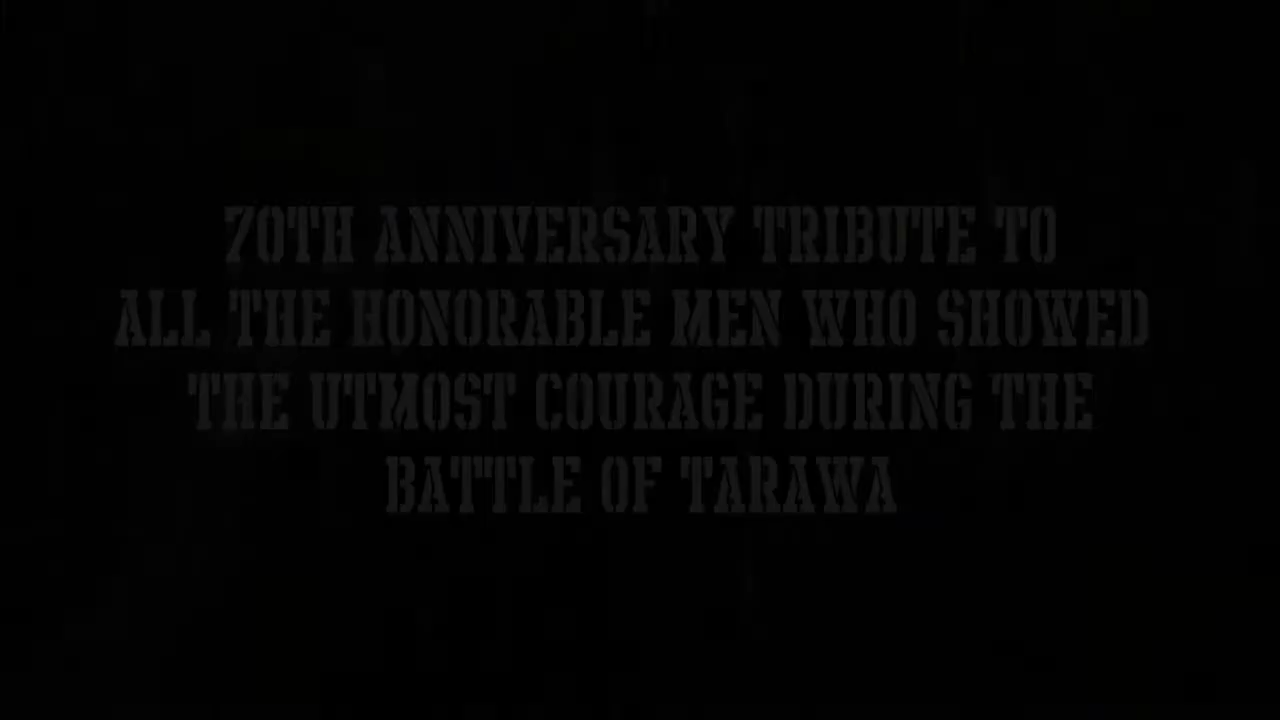 70TH ANNIVERSARY TRIBUTE TO
ALL THE HONORABLE MEN WHO SHOWED
THE UTMOST COURAGE DURING THE
BATTLE OF TARAWA